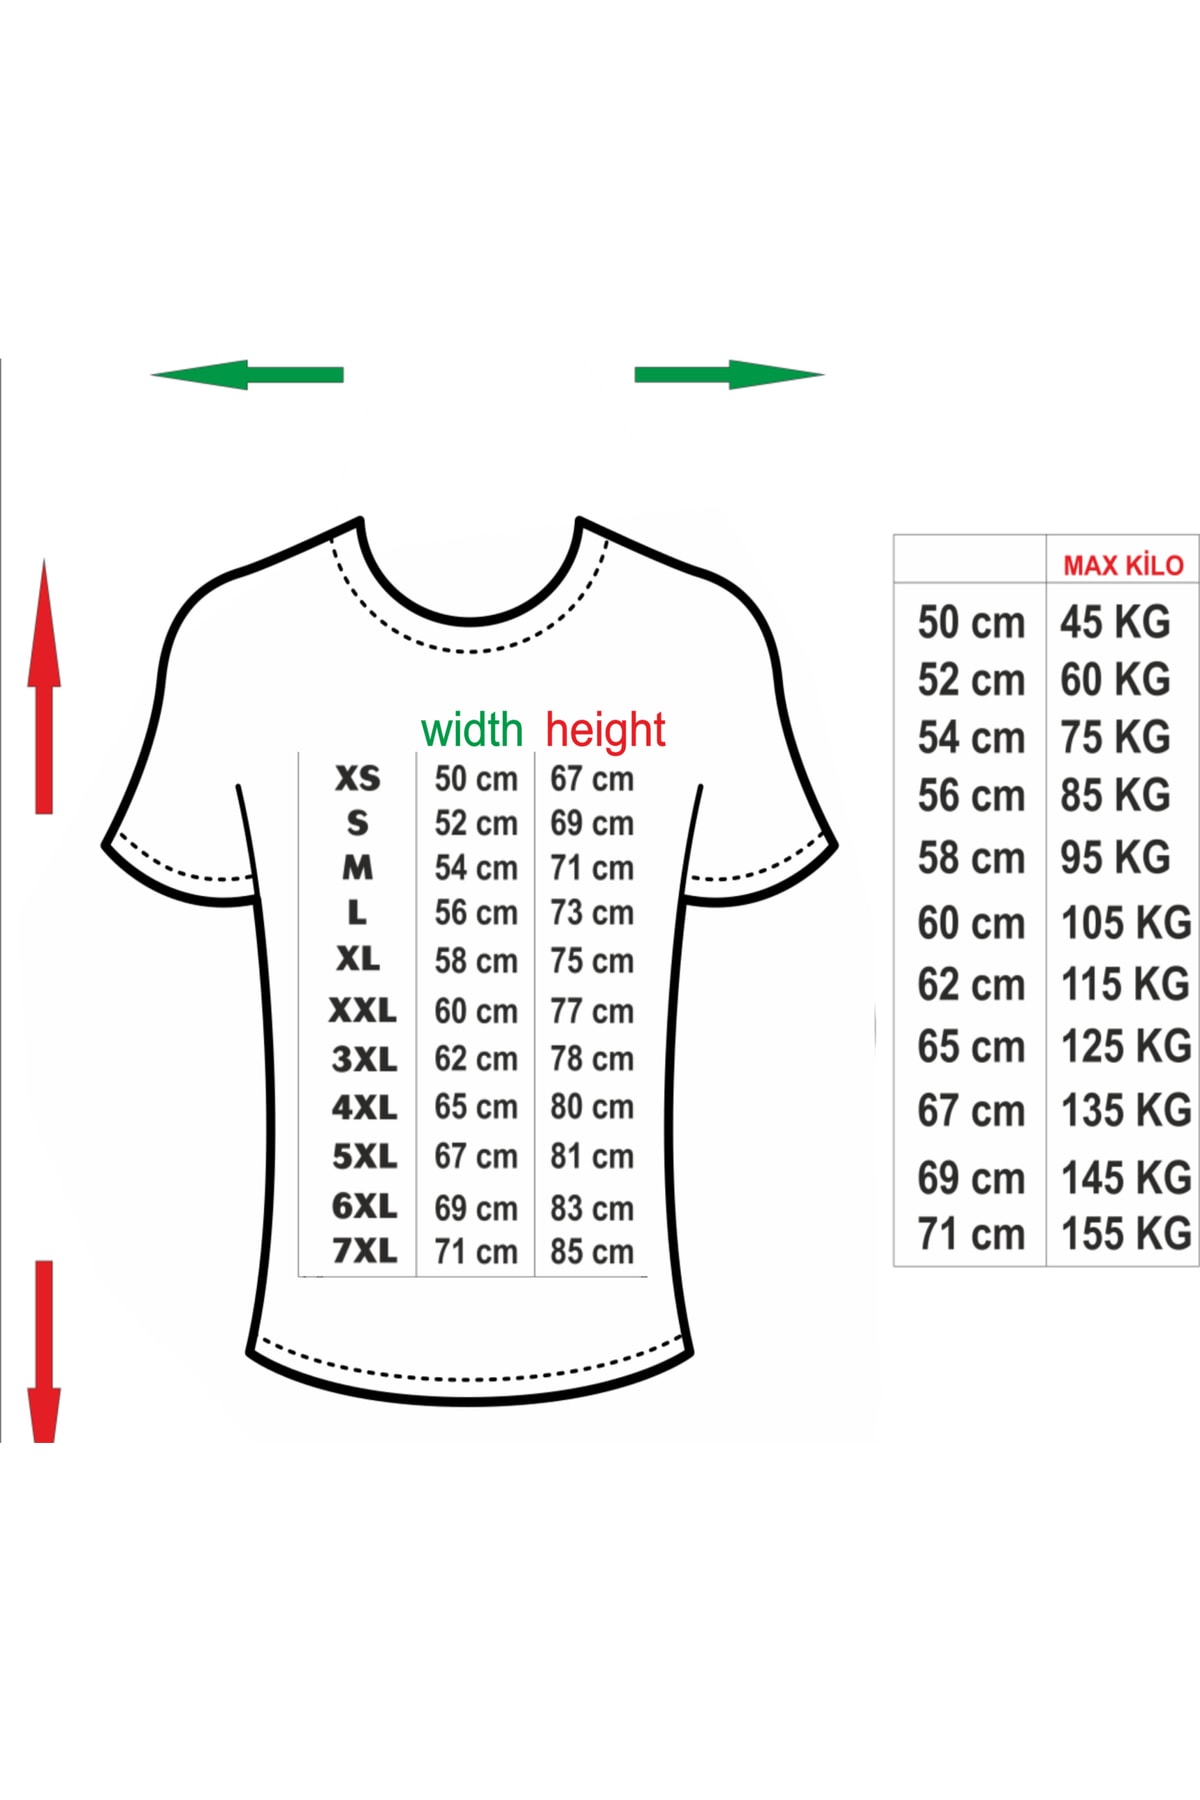 width height
XS 50 cm 67 cm
S 52 cm 69 cm
M 54 cm 71 cm
L 56 cm 73 cm
XL 58 cm 75 cm
XXL 60 cm 77 cm
3XL 62 cm 78 cm
4XL 65 cm 80 cm
5XL 67 cm 81 cm
6XL 69 cm 83 cm
7XL 71 cm 85 cm
MAX KİLO
50 cm 45 KG
52 cm 60 KG
54 cm 75 KG
56 cm 85 KG
58 cm 95 KG
60 cm 105 KG
62 cm 115 KG
65 cm 125 KG
67 cm 135 KG
69 cm 145 KG
71 cm 155 KG